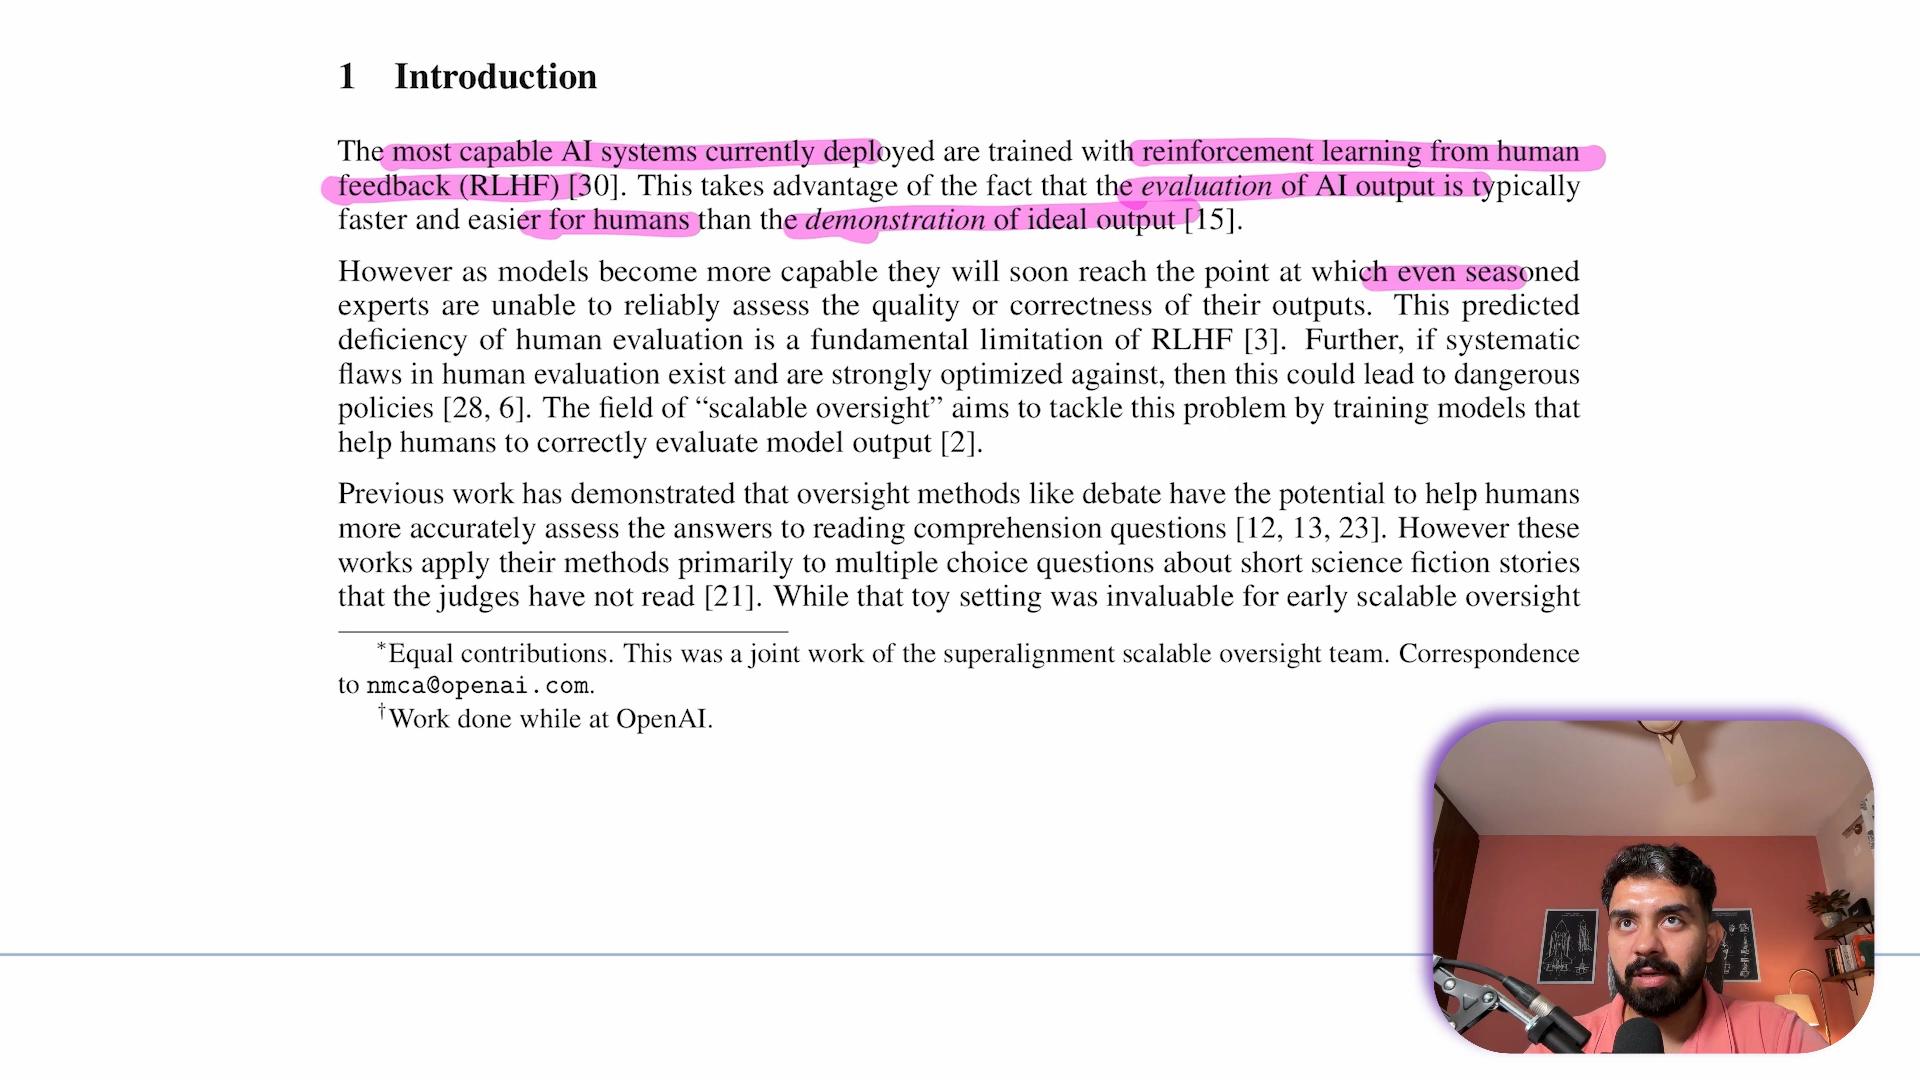 1 Introduction
The most capable AI systems currently deployed are trained with reinforcement learning from human
feedback (RLHF) [30]. This takes advantage of the fact that the evaluation of AI output is typically
faster and easier for humans than the demonstration of ideal output [15].
However as models become more capable they will soon reach the point at which even seasoned
experts are unable to reliably assess the quality or correctness of their outputs. This predicted
deficiency of human evaluation is a fundamental limitation of RLHF [3]. Further, if systematic
flaws in human evaluation exist and are strongly optimized against, then this could lead to dangerous
policies [28, 6]. The field of “scalable oversight” aims to tackle this problem by training models that
help humans to correctly evaluate model output [2].
Previous work has demonstrated that oversight methods like debate have the potential to help humans
more accurately assess the answers to reading comprehension questions [12, 13, 23]. However these
works apply their methods primarily to multiple choice questions about short science fiction stories
that the judges have not read [21]. While that toy setting was invaluable for early scalable oversight
*Equal contributions. This was a joint work of the superalignment scalable oversight team. Correspondence
to nmca@openai.com.
†Work done while at OpenAI.